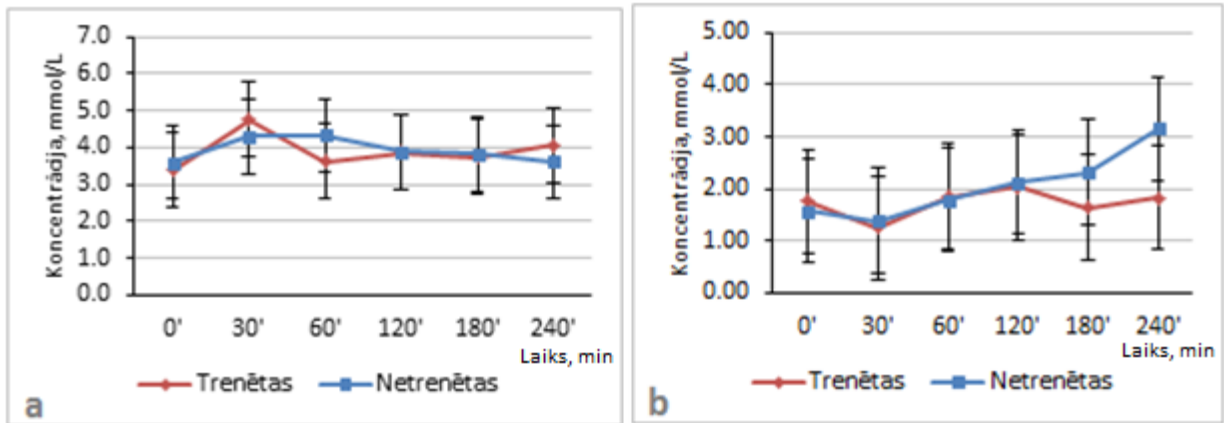 Koncentrācija, mmoļ/L
7.0
6.0
5.0
4.0
3.0
2.0
1.0
0.0
0' 30' 60' 120' 180' 240'
Laiks, min
Trenētas Netrenētas
a
Koncentrācija, mmoļ/L
5.00
4.00
3.00
2.00
1.00
0.00
0' 30' 60' 120' 180' 240'
Laiks, min
Trenētas Netrenētas
b